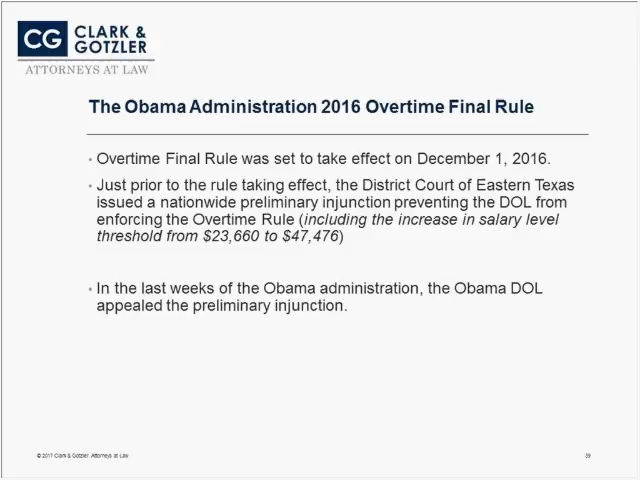 CG CLARK &
GOTZLER
ATTORNEYS AT LAW
The Obama Administration 2016 Overtime Final Rule
• Overtime Final Rule was set to take effect on December 1, 2016.
• Just prior to the rule taking effect, the District Court of Eastern Texas
issued a nationwide preliminary injunction preventing the DOL from
enforcing the Overtime Rule (including the increase in salary level
threshold from $23,660 to $47,476)
• In the last weeks of the Obama administration, the Obama DOL
appealed the preliminary injunction.
© 2017 Clark & Gotzler, Attorneys at Law